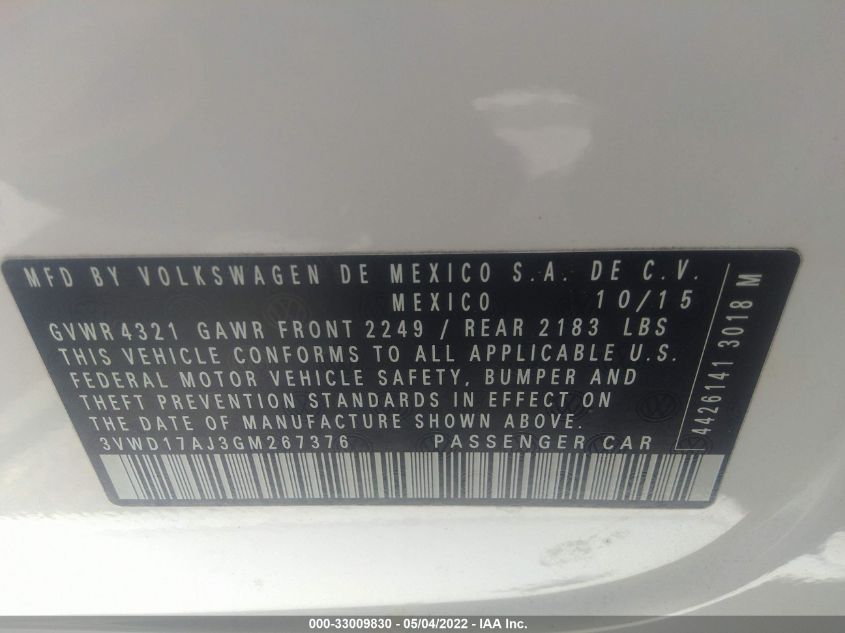 MFD BY VOLKSWAGEN DE MEXICO S.A. DE C.V.
MEXICO 10/15
GVWR 4321 GAWR FRONT 2249 / REAR 2183 LBS
THIS VEHICLE CONFORMS TO ALL APPLICABLE U.S.
FEDERAL MOTOR VEHICLE SAFETY, BUMPER AND
THEFT PREVENTION STANDARDS IN EFFECT ON
THE DATE OF MANUFACTURE SHOWN ABOVE.
3VWD17AJ3GM267376 PASSENGER CAR
4426141 3018 M
000-33009830 - 05/04/2022 - IAA Inc.